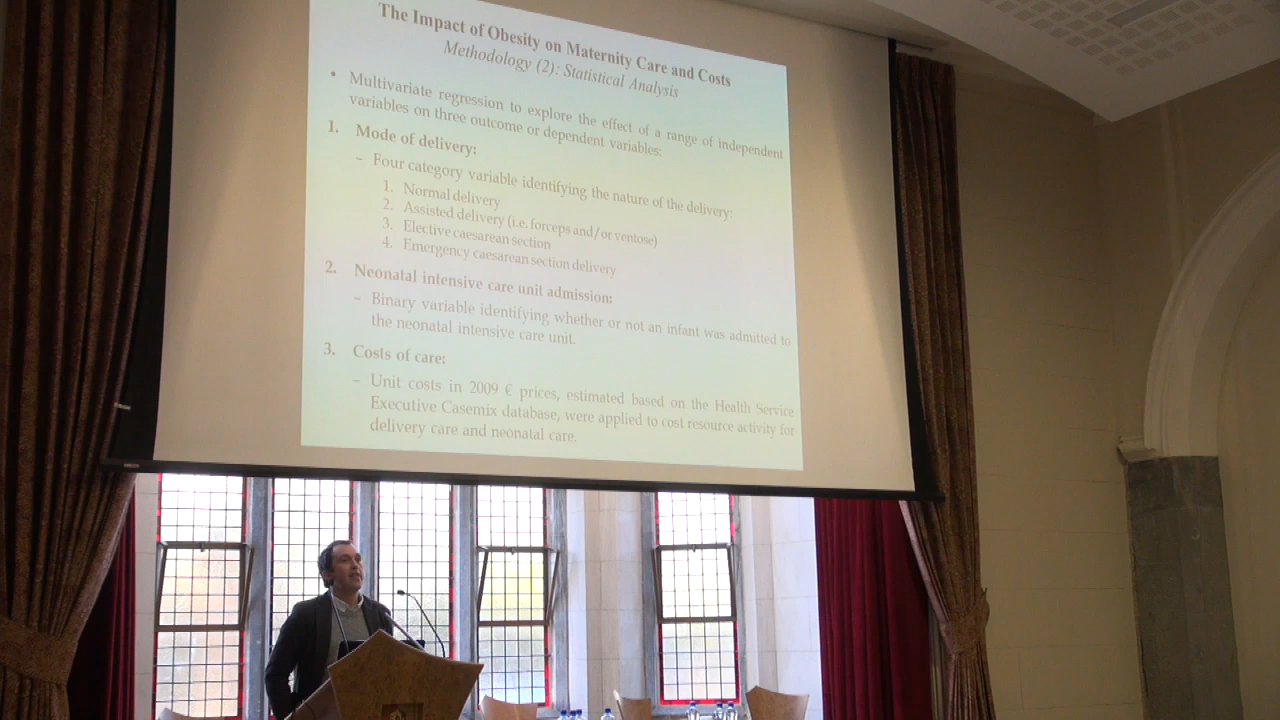 The Impact of Obesity on Maternity Care and Costs
Methodology (2): Statistical Analysis
• Multivariate regression to explore the effect of a range of independent
variables on three outcome or dependent variables:
1. Mode of delivery:
– Four category variable identifying the nature of the delivery:
1. Normal delivery
2. Assisted delivery (i.e. forceps and/or ventose)
3. Elective caesarean section
4. Emergency caesarean section delivery
2. Neonatal intensive care unit admission:
– Binary variable identifying whether or not an infant was admitted to
the neonatal intensive care unit.
3. Costs of care:
– Unit costs in 2009 € prices, estimated based on the Health Service
Executive Casemix database, were applied to cost resource activity for
delivery care and neonatal care.